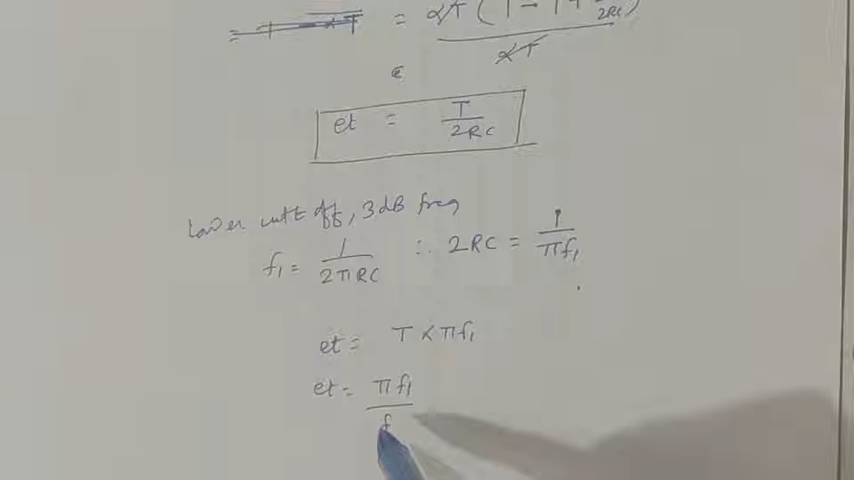 = αT (1 - 1 + T/2RC) / αT
et = T/2RC
Lower cutt off, 3dB freq
f₁ = 1/2πRC ∴ 2RC = 1/πf₁
et = T × πf₁
et = πf₁/f